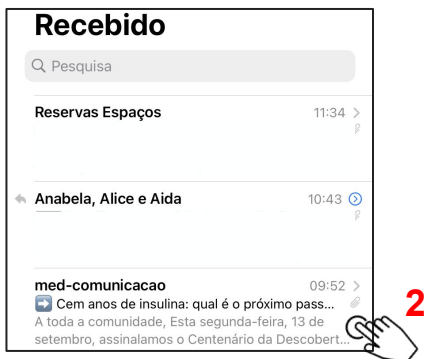 Recebido
Pesquisa
Reservas Espaços 11:34
Anabela, Alice e Aida 10:43
med-comunicacao 09:52
Cem anos de insulina: qual é o próximo pass...
A toda a comunidade, Esta segunda-feira, 13 de
setembro, assinalamos o Centenário da Descobert...
2